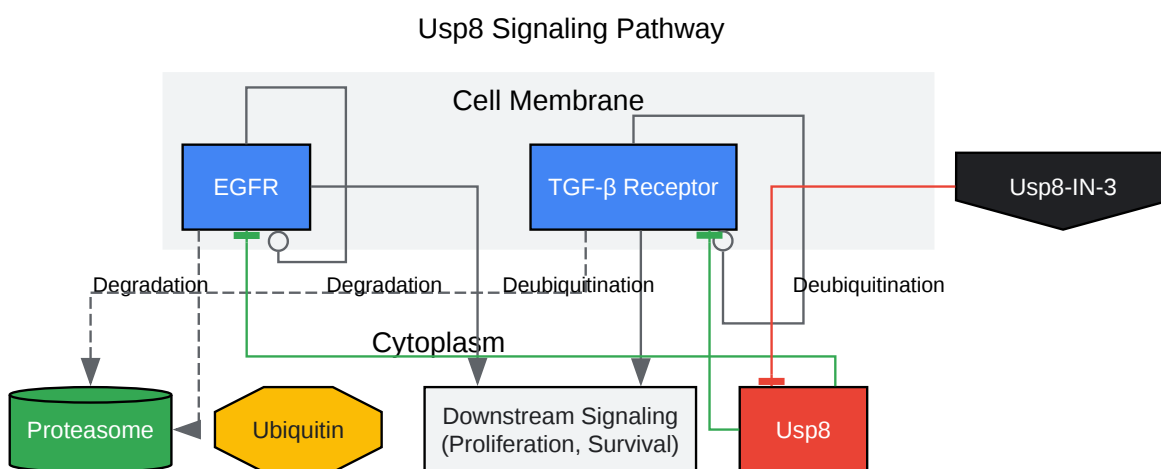 Usp8 Signaling Pathway
Cell Membrane
EGFR
TGF-β Receptor
Usp8-IN-3
Degradation
Degradation
Deubiquitination
Deubiquitination
Cytoplasm
Proteasome
Ubiquitin
Downstream Signaling
(Proliferation, Survival)
Usp8